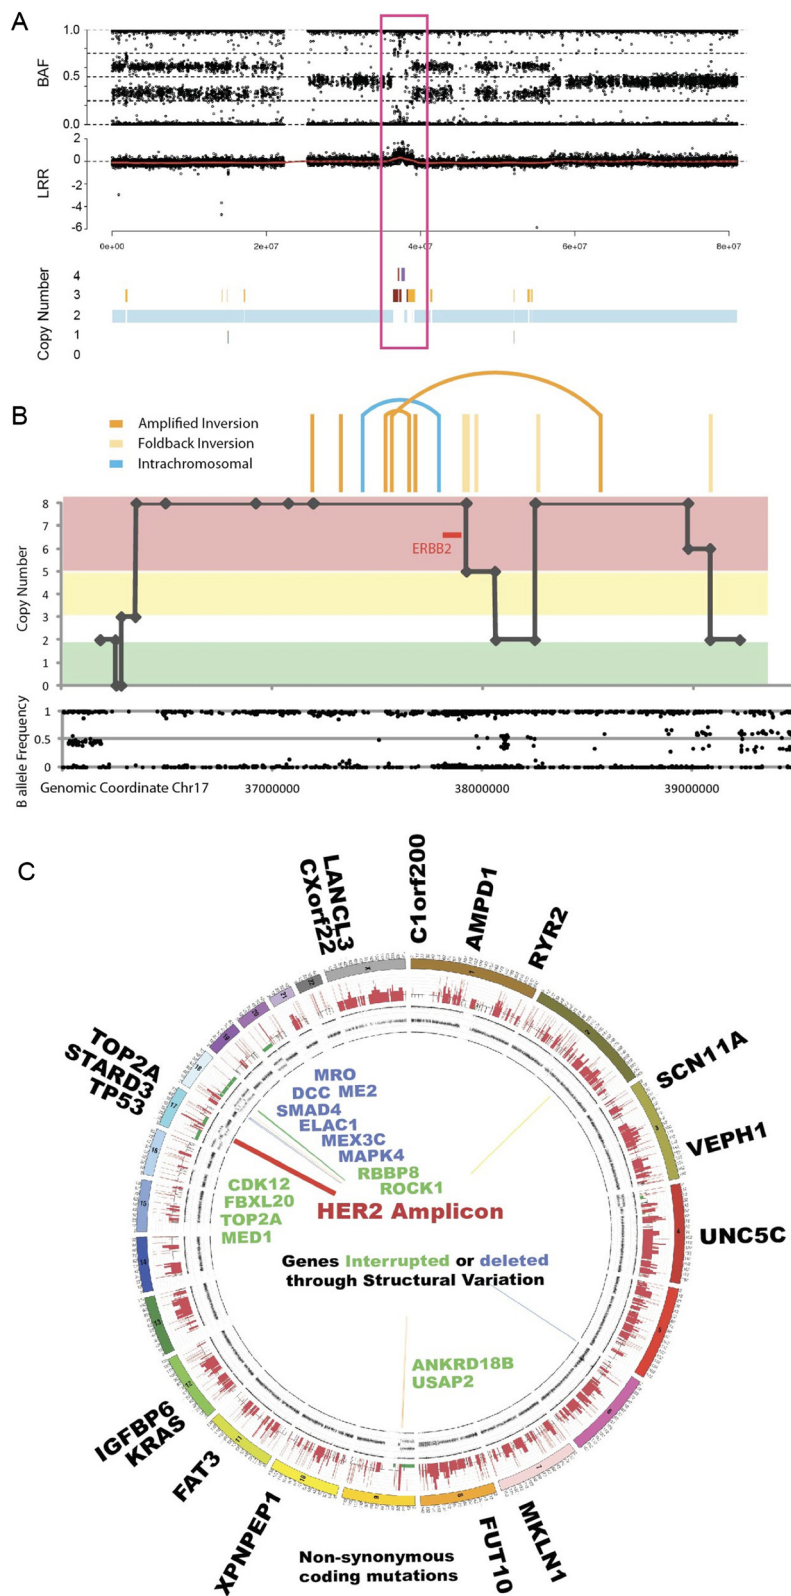 A
1.0
BAF
0.5
0.0
2
0
LRR
-2
-4
-6
0e+00
2e+07
4e+07
6e+07
8e+07
Copy Number
4
3
2
1
0
B
Amplified Inversion
Foldback Inversion
Intrachromosomal
Copy Number
8
7
6
5
4
3
2
1
0
ERBB2
B allele Frequency
1
0.5
0
Genomic Coordinate Chr17
37000000
38000000
39000000
C
CXorf22
LANCL3
C1orf200
AMPD1
RYR2
SCN11A
VEPH1
UNC5C
TOP2A
STARD3
TP53
MRO
DCC ME2
SMAD4
ELAC1
MEX3C
MAPK4
RBBP8
ROCK1
CDK12
FBXL20
TOP2A
MED1
HER2 Amplicon
Genes Interrupted or deleted
through Structural Variation
ANKRD18B
USAP2
IGFBP6
KRAS
FAT3
XPNPEP1
FUT10
MKLN1
Non-synonymous
coding mutations